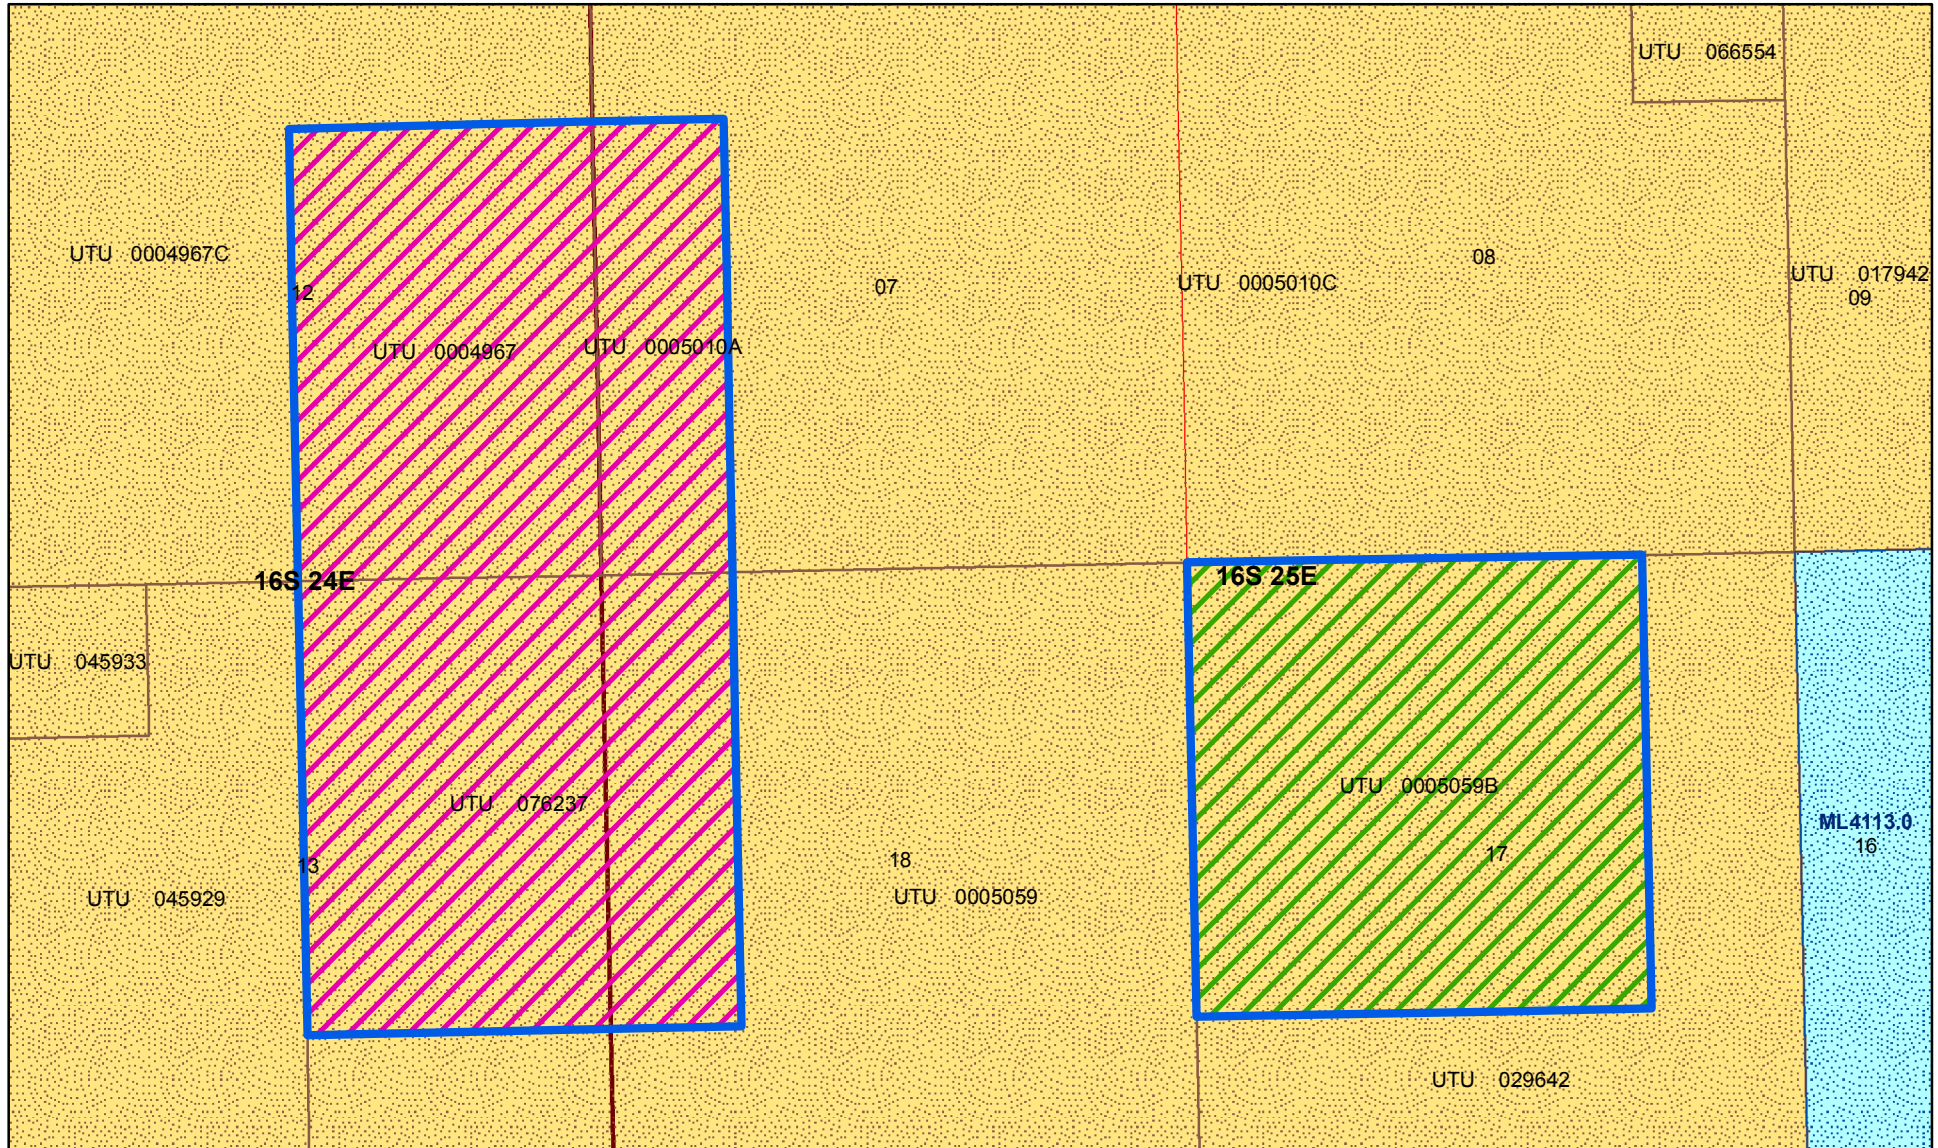 UTU 066554
UTU 0004967C
08
UTU 017942
09
12
07
UTU 0005010C
UTU 0004967
UTU 0005010A
16S 24E
16S 25E
UTU 045933
UTU 0005059B
UTU 076237
ML4113.0
16
17
18
13
UTU 045929
UTU 0005059
UTU 029642